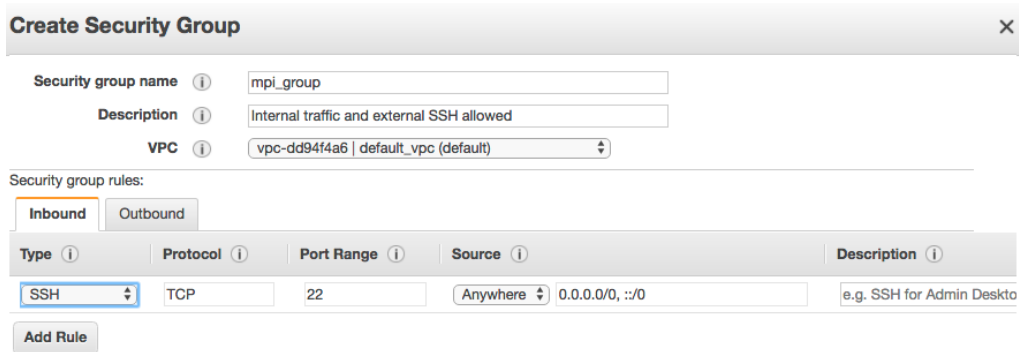 Create Security Group
Security group name mpi_group
Description Internal traffic and external SSH allowed
VPC vpc-dd94f4a6 | default_vpc (default)
Security group rules:
Inbound Outbound
Type Protocol Port Range Source Description
SSH TCP 22 Anywhere 0.0.0.0/0, ::/0 e.g. SSH for Admin Deskto
Add Rule